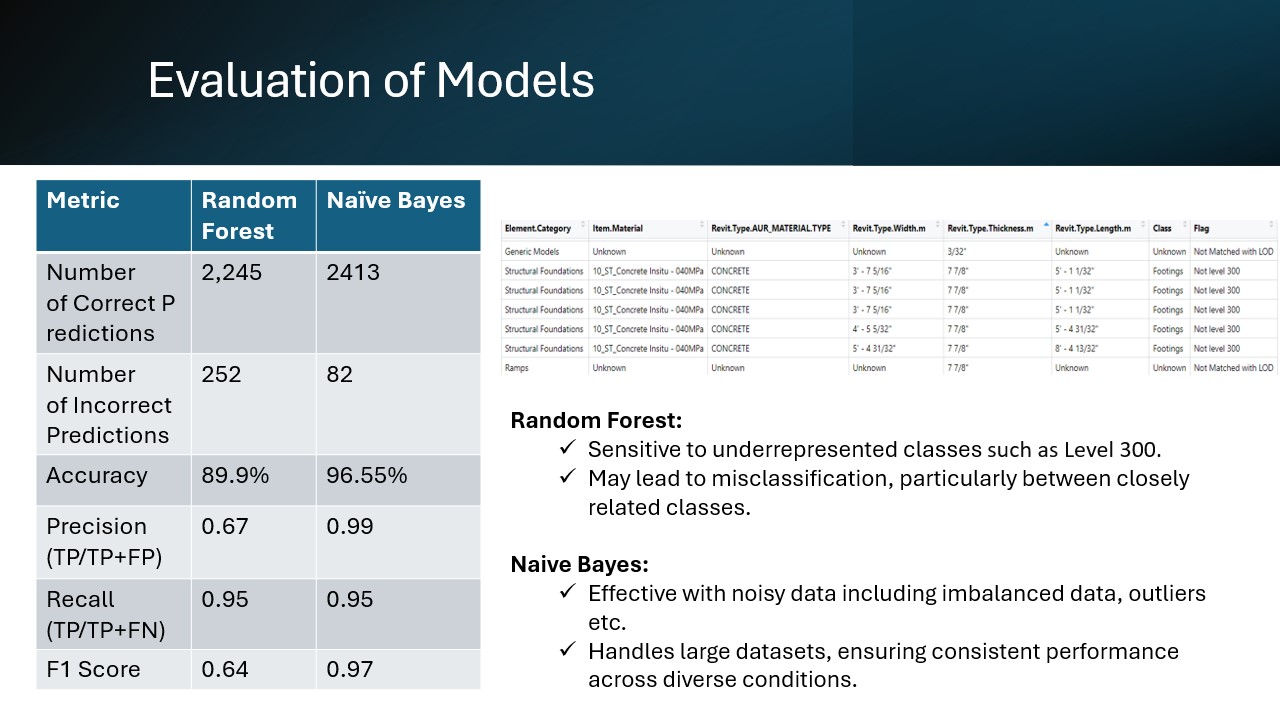 Evaluation of Models
Metric
Random
Forest
Naïve Bayes
Number
of Correct P
redictions
2,245
2413
Number
of Incorrect
Predictions
252
82
Accuracy
89.9%
96.55%
Precision
(TP/TP+FP)
0.67
0.99
Recall
(TP/TP+FN)
0.95
0.95
F1 Score
0.64
0.97
Element.Category Item.Material Revit.Type.AUR_MATERIAL.TYPE Revit.Type.Width.m Revit.Type.Thickness.m Revit.Type.Length.m Class Flag
Generic Models Unknown Unknown Unknown 3/32" Unknown Unknown Not Matched with LOD
Structural Foundations 10_ST_Concrete Insitu - 040MPa CONCRETE 3' - 7 5/16" 7 7/8" 5' - 1 1/32" Footings Not level 300
Structural Foundations 10_ST_Concrete Insitu - 040MPa CONCRETE 3' - 7 5/16" 7 7/8" 5' - 1 1/32" Footings Not level 300
Structural Foundations 10_ST_Concrete Insitu - 040MPa CONCRETE 3' - 7 5/16" 7 7/8" 5' - 1 1/32" Footings Not level 300
Structural Foundations 10_ST_Concrete Insitu - 040MPa CONCRETE 4' - 5 5/32" 7 7/8" 5' - 4 31/32" Footings Not level 300
Structural Foundations 10_ST_Concrete Insitu - 040MPa CONCRETE 5' - 4 31/32" 7 7/8" 8' - 4 13/32" Footings Not level 300
Ramps Unknown Unknown Unknown 7 7/8" Unknown Unknown Not Matched with LOD
Random Forest:
✓ Sensitive to underrepresented classes such as Level 300.
✓ May lead to misclassification, particularly between closely
related classes.
Naive Bayes:
✓ Effective with noisy data including imbalanced data, outliers
etc.
✓ Handles large datasets, ensuring consistent performance
across diverse conditions.